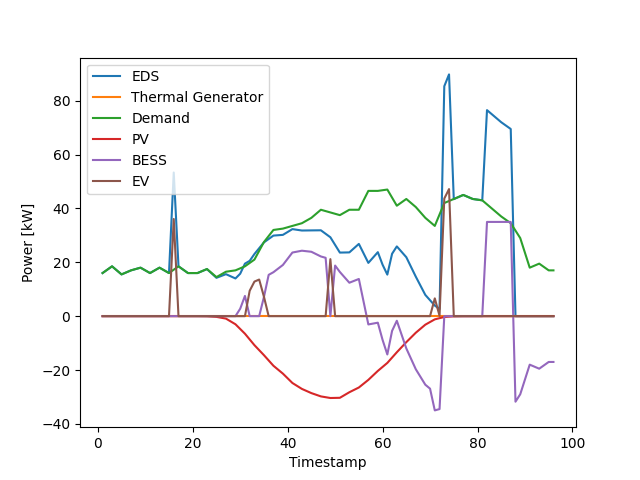 EDS
Thermal Generator
Demand
PV
BESS
EV
Power [kW]
80
60
40
20
0
−20
−40
0 20 40 60 80 100
Timestamp